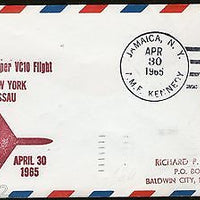 per VC10 Flight
W YORK
SSAU
APRIL 30
1965
JAMAICA, N.Y.
APR
30
1965
J.F. KENNEDY
RICHARD P.
P.O. BO
BALDWIN CITY,